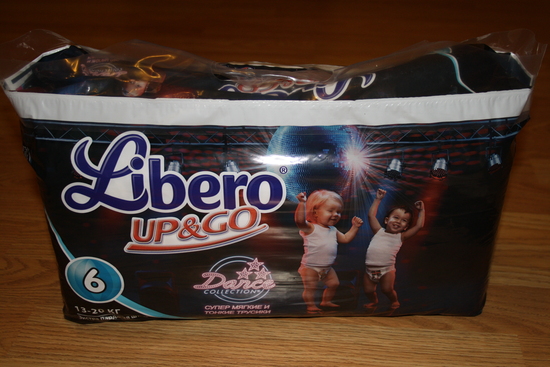 Libero®
UP&GO
6
13-20 кг
Dance
COLLECTION
СУПЕР МЯГКИЕ И
ТОНКИЕ ТРУСИКИ